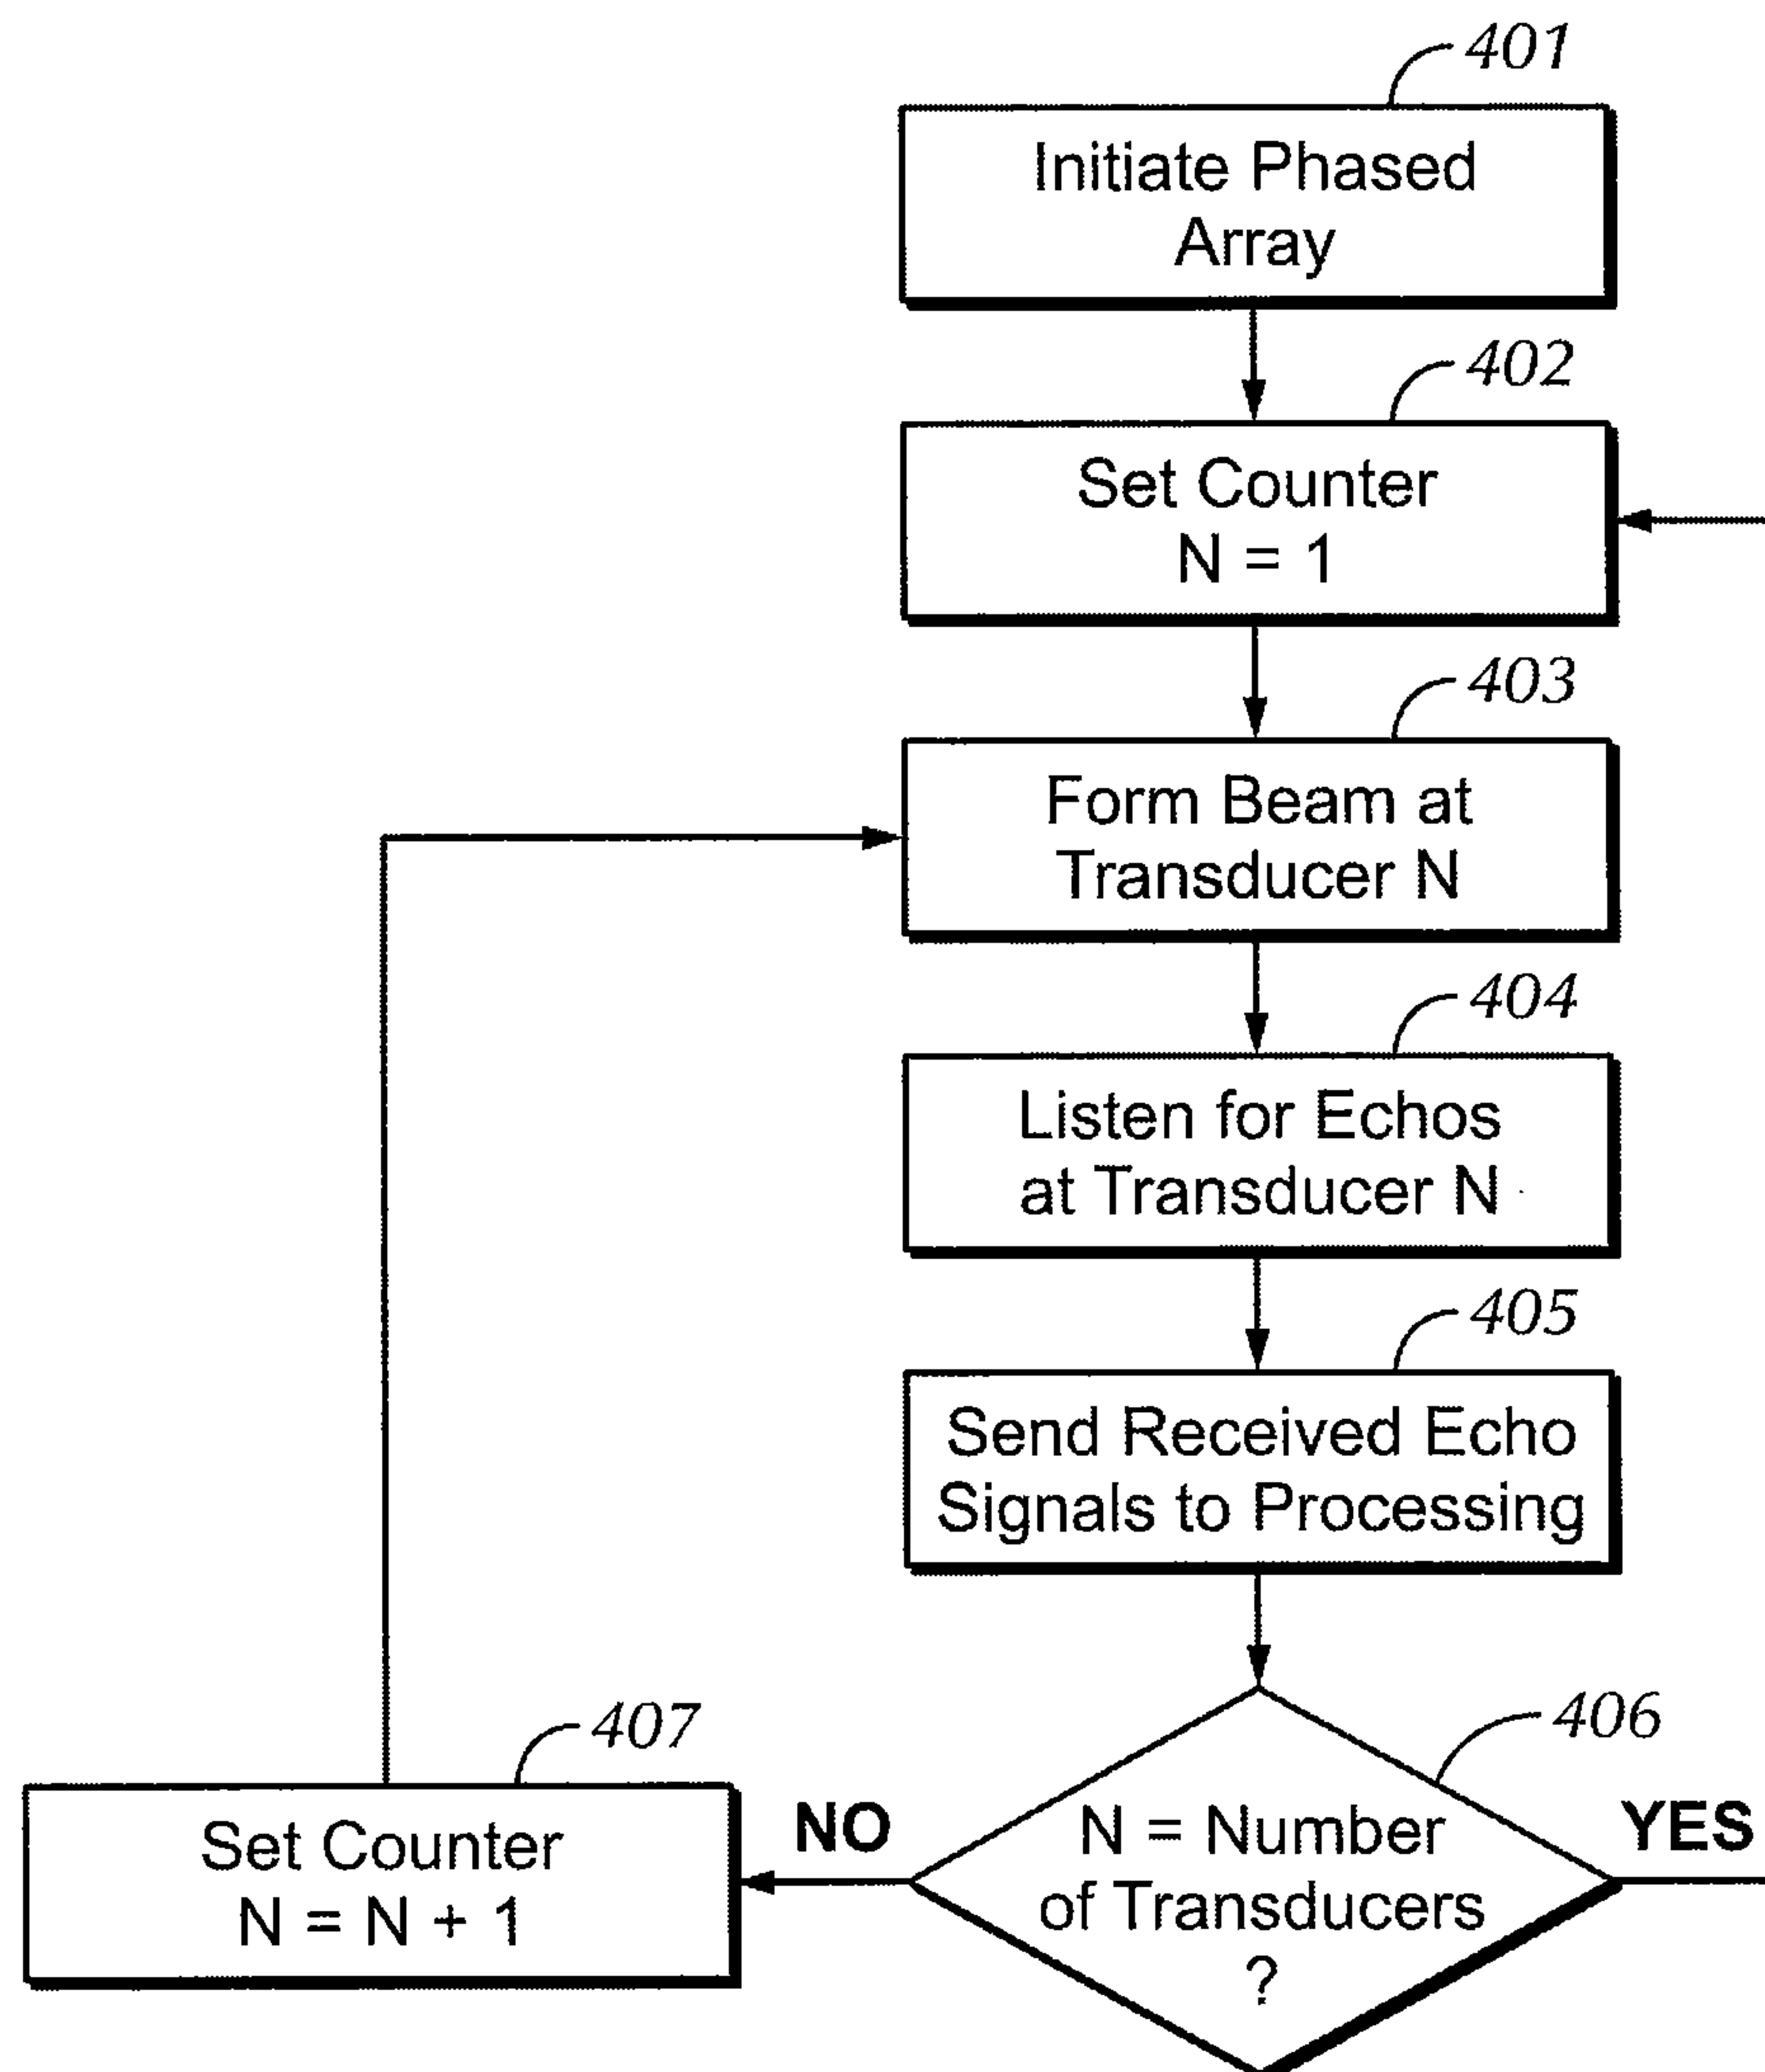 401
Initiate Phased
Array
402
Set Counter
N = 1
403
Form Beam at
Transducer N
404
Listen for Echos
at Transducer N
405
Send Received Echo
Signals to Processing
406
N = Number
of Transducers
?
YES
NO
407
Set Counter
N = N + 1